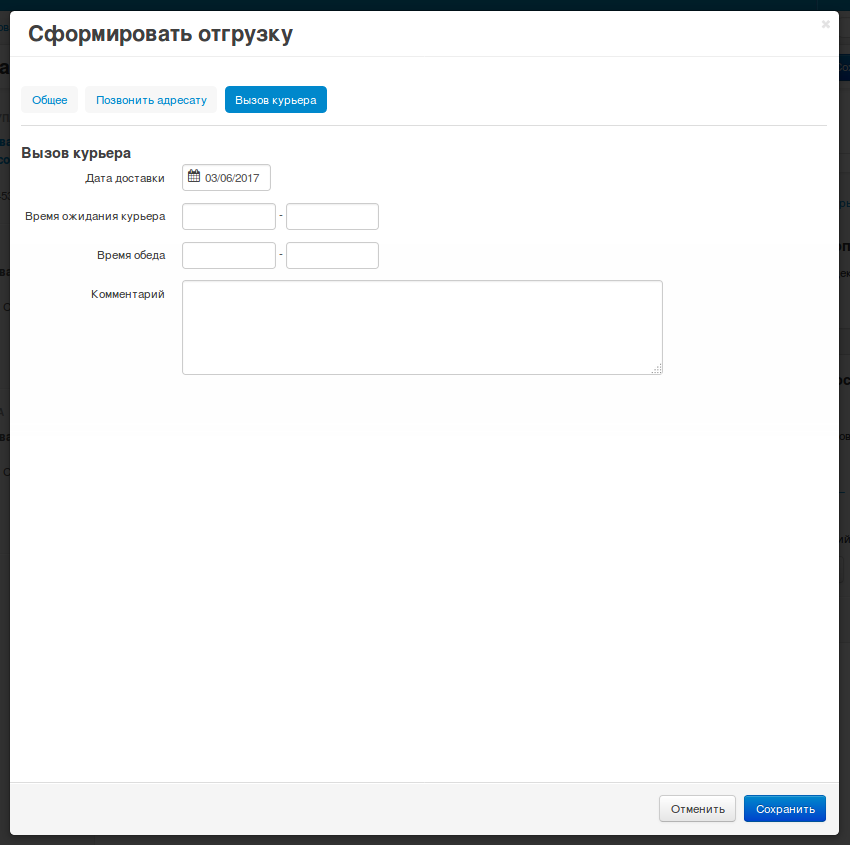 Сформировать отгрузку
Общее
Позвонить адресату
Вызов курьера
Вызов курьера
Дата доставки
03/06/2017
Время ожидания курьера
-
Время обеда
-
Комментарий
Отменить
Сохранить